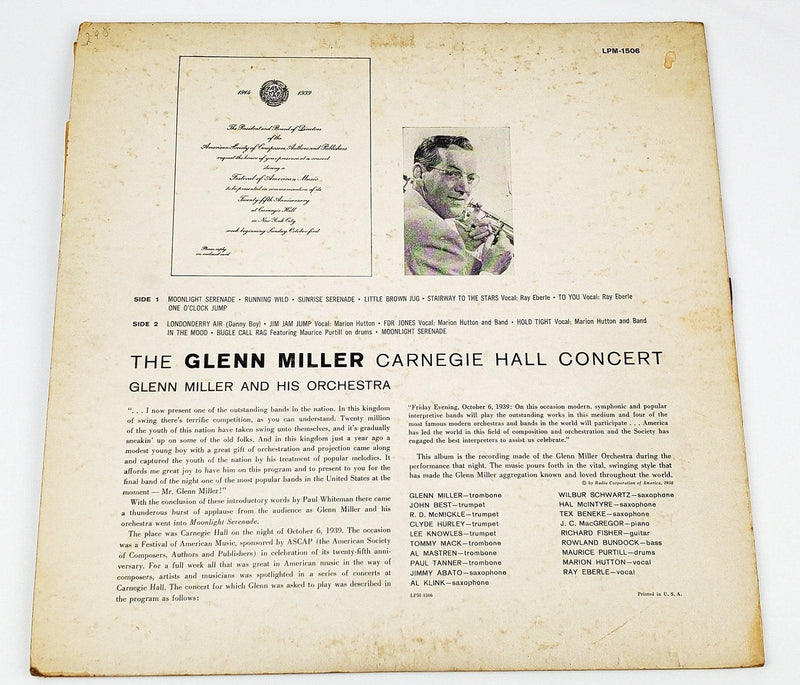 298
LPM-1506
1914 1939
The President and Board of Directors
of the
American Society of Composers, Authors and Publishers
request the honor of your presence at a concert
during a
Festival of American Music
to be presented in commemoration of its
Twenty-fifth Anniversary
at Carnegie Hall
in New York City
week beginning Sunday, October first
Please reply
on enclosed card
SIDE 1 MOONLIGHT SERENADE • RUNNING WILD • SUNRISE SERENADE • LITTLE BROWN JUG • STAIRWAY TO THE STARS Vocal: Ray Eberle • TO YOU Vocal: Ray Eberle
ONE O'CLOCK JUMP
SIDE 2 LONDONDERRY AIR (Danny Boy) • JIM JAM JUMP Vocal: Marion Hutton • FDR JONES Vocal: Marion Hutton and Band • HOLD TIGHT Vocal: Marion Hutton and Band
IN THE MOOD • BUGLE CALL RAG Featuring Maurice Purtill on drums • MOONLIGHT SERENADE
THE GLENN MILLER CARNEGIE HALL CONCERT
GLENN MILLER AND HIS ORCHESTRA
". . . I now present one of the outstanding bands in the nation. In this kingdom
of swing there's terrific competition, as you can understand. Twenty million
of the youth of this nation have taken swing unto themselves, and it's gradually
sneakin' up on some of the old folks. And in this kingdom just a year ago a
modest young boy with a great gift of orchestration and projection came along
and captured the youth of the nation by his treatment of popular melodies. It
affords me great joy to have him on this program and to present to you for the
final band of the night one of the most popular bands in the United States at the
moment — Mr. Glenn Miller!"
With the conclusion of these introductory words by Paul Whiteman there came
a thunderous burst of applause from the audience as Glenn Miller and his
orchestra went into Moonlight Serenade.
The place was Carnegie Hall on the night of October 6, 1939. The occasion
was a Festival of American Music, sponsored by ASCAP (the American Society
of Composers, Authors and Publishers) in celebration of its twenty-fifth anni-
versary. For a full week all that was great in American music in the way of
composers, artists and musicians was spotlighted in a series of concerts at
Carnegie Hall. The concert for which Glenn was asked to play was described in
the program as follows:
"Friday Evening, October 6, 1939: On this occasion modern, symphonic and popular
interpretive bands will play the outstanding works in this medium and four of the
most famous modern orchestras and bands in the world will participate . . . America
has led the world in this field of composition and orchestration and the Society has
engaged the best interpreters to assist us celebrate."
This album is the recording made of the Glenn Miller Orchestra during the
performance that night. The music pours forth in the vital, swinging style that
has made the Glenn Miller aggregation known and loved throughout the world.
© by Radio Corporation of America, 1958
GLENN MILLER—trombone
JOHN BEST—trumpet
R. D. McMICKLE—trumpet
CLYDE HURLEY—trumpet
LEE KNOWLES—trumpet
TOMMY MACK—trombone
AL MASTREN—trombone
PAUL TANNER—trombone
JIMMY ABATO—saxophone
AL KLINK—saxophone
WILBUR SCHWARTZ—saxophone
HAL McINTYRE—saxophone
TEX BENEKE—saxophone
J. C. MacGREGOR—piano
RICHARD FISHER—guitar
ROWLAND BUNDOCK—bass
MAURICE PURTILL—drums
MARION HUTTON—vocal
RAY EBERLE—vocal
LPM-1506
Printed in U. S. A.